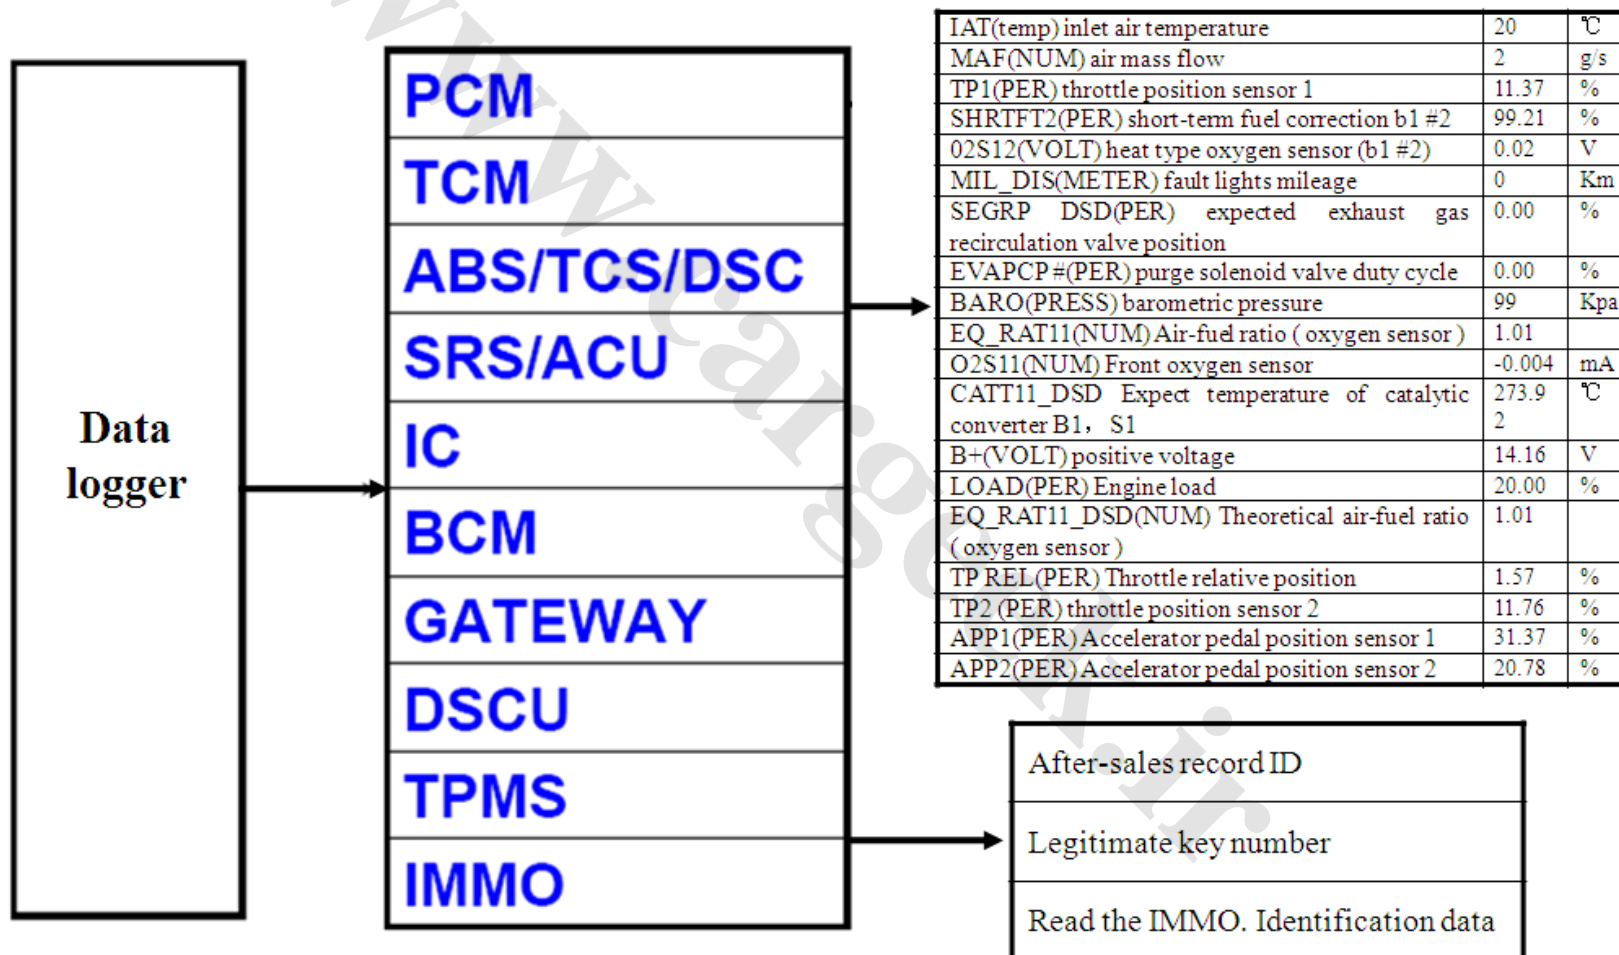 Data
logger
PCM
TCM
ABS/TCS/DSC
SRS/ACU
IC
BCM
GATEWAY
DSCU
TPMS
IMMO
IAT(temp) inlet air temperature 20 ℃
MAF(NUM) air mass flow 2 g/s
TP1(PER) throttle position sensor 1 11.37 %
SHRTFT2(PER) short-term fuel correction b1 #2 99.21 %
02S12(VOLT) heat type oxygen sensor (b1 #2) 0.02 V
MIL_DIS(METER) fault lights mileage 0 Km
SEGRP DSD(PER) expected exhaust gas 0.00 %
recirculation valve position
EVAPCP #(PER) purge solenoid valve duty cycle 0.00 %
BARO(PRESS) barometric pressure 99 Kpa
EQ_RAT11(NUM) Air-fuel ratio ( oxygen sensor ) 1.01
O2S11(NUM) Front oxygen sensor -0.004 mA
CATT11_DSD Expect temperature of catalytic 273.9 ℃
converter B1, S1 2
B+(VOLT) positive voltage 14.16 V
LOAD(PER) Engine load 20.00 %
EQ_RAT11_DSD(NUM) Theoretical air-fuel ratio 1.01
( oxygen sensor )
TP REL(PER) Throttle relative position 1.57 %
TP2 (PER) throttle position sensor 2 11.76 %
APP1(PER) Accelerator pedal position sensor 1 31.37 %
APP2(PER) Accelerator pedal position sensor 2 20.78 %
After-sales record ID
Legitimate key number
Read the IMMO. Identification data
www.cargeek.ir